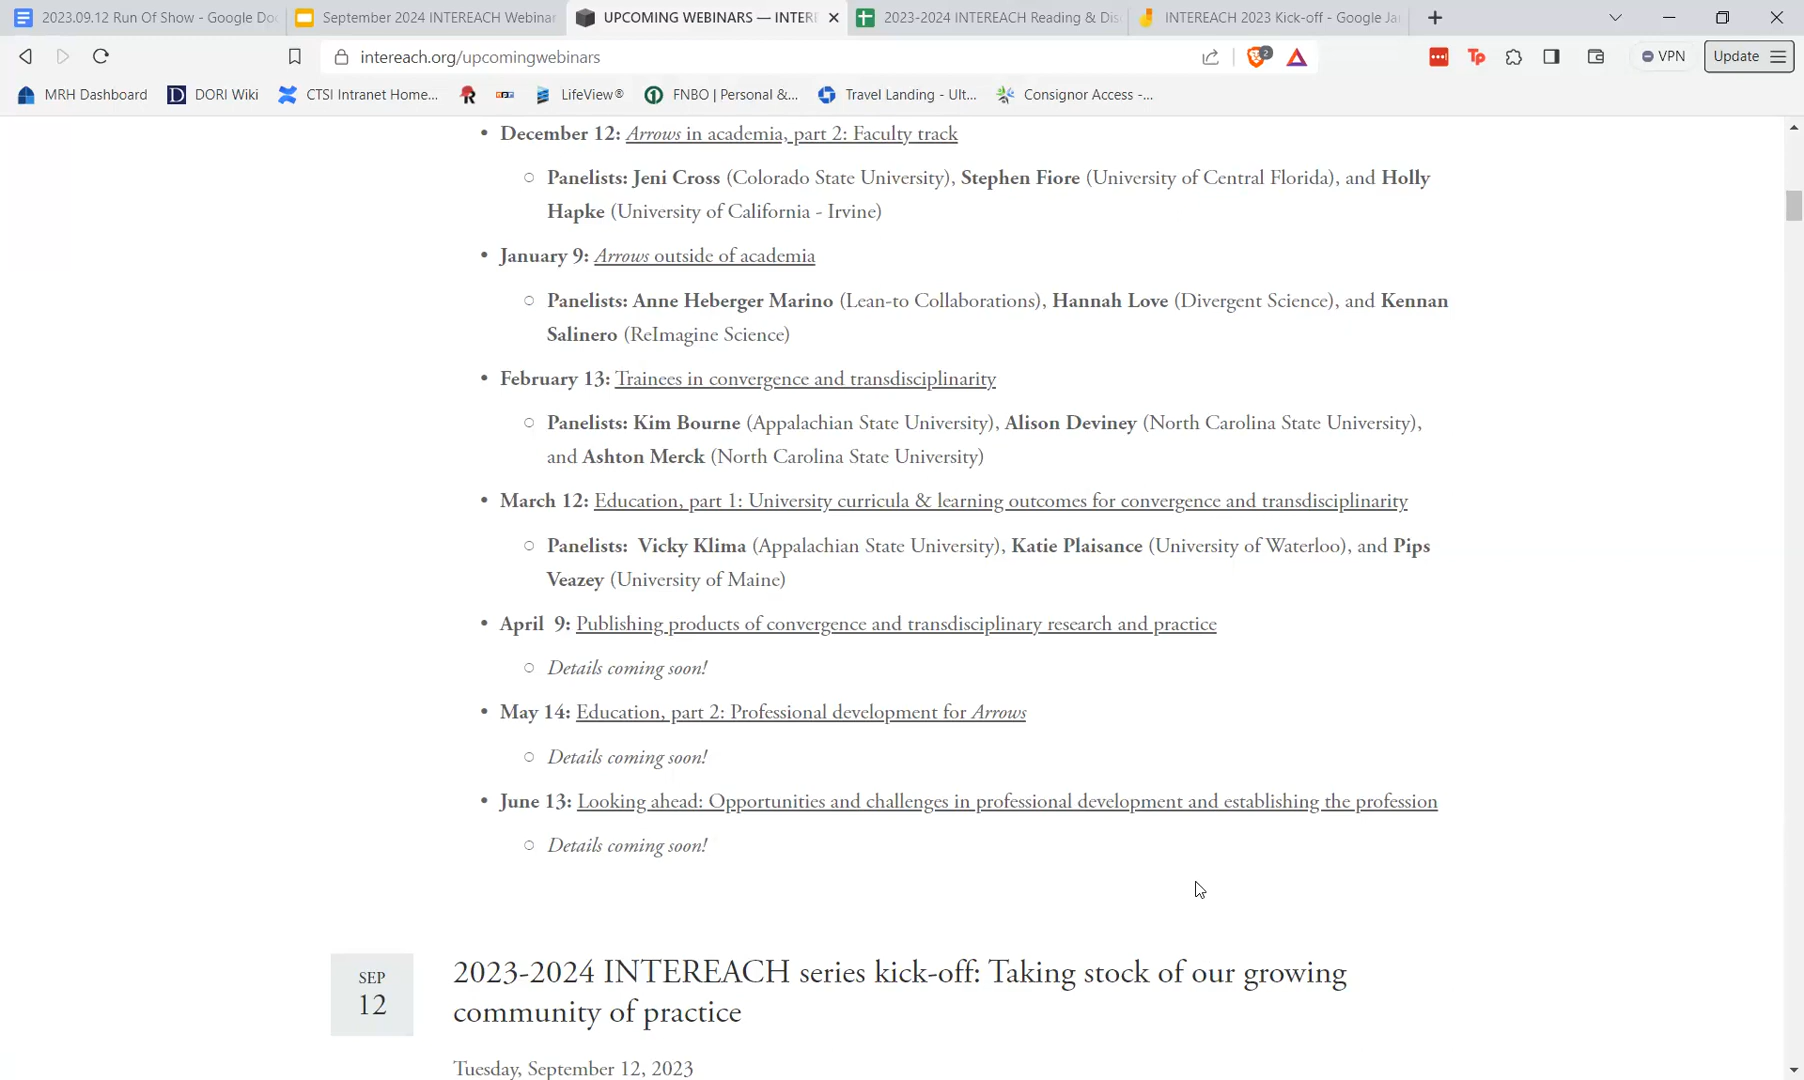 2023.09.12 Run Of Show - Google Do
September 2024 INTEREACH Webinar
UPCOMING WEBINARS — INTERE
2023-2024 INTEREACH Reading & Dis
INTEREACH 2023 Kick-off - Google Ja
intereach.org/upcomingwebinars
2
VPN
Update
MRH Dashboard
DORI Wiki
CTSI Intranet Home...
LifeView®
FNBO | Personal &...
Travel Landing - Ult...
Consignor Access -...
• December 12: Arrows in academia, part 2: Faculty track
○ Panelists: Jeni Cross (Colorado State University), Stephen Fiore (University of Central Florida), and Holly
Hapke (University of California - Irvine)
• January 9: Arrows outside of academia
○ Panelists: Anne Heberger Marino (Lean-to Collaborations), Hannah Love (Divergent Science), and Kennan
Salinero (ReImagine Science)
• February 13: Trainees in convergence and transdisciplinarity
○ Panelists: Kim Bourne (Appalachian State University), Alison Deviney (North Carolina State University),
and Ashton Merck (North Carolina State University)
• March 12: Education, part 1: University curricula & learning outcomes for convergence and transdisciplinarity
○ Panelists: Vicky Klima (Appalachian State University), Katie Plaisance (University of Waterloo), and Pips
Veazey (University of Maine)
• April 9: Publishing products of convergence and transdisciplinary research and practice
○ Details coming soon!
• May 14: Education, part 2: Professional development for Arrows
○ Details coming soon!
• June 13: Looking ahead: Opportunities and challenges in professional development and establishing the profession
○ Details coming soon!
SEP
12
2023-2024 INTEREACH series kick-off: Taking stock of our growing
community of practice
Tuesday, September 12, 2023